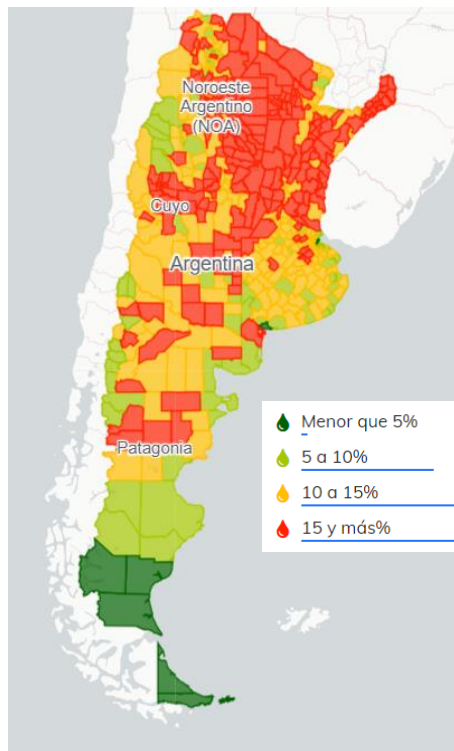 Noroeste
Argentino
(NOA)
Cuyo
Argentina
Patagonia
Menor que 5%
5 a 10%
10 a 15%
15 y más%